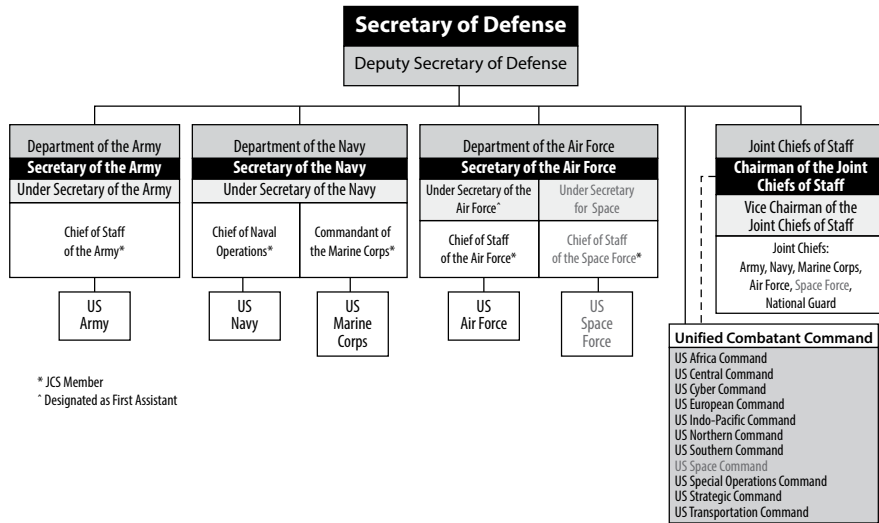 Secretary of Defense
Deputy Secretary of Defense
Department of the Army
Secretary of the Army
Under Secretary of the Army
Chief of Staff
of the Army*
US
Army
Department of the Navy
Secretary of the Navy
Under Secretary of the Navy
Chief of Naval
Operations*
Commandant of
the Marine Corps*
US
Navy
US
Marine
Corps
Department of the Air Force
Secretary of the Air Force
Under Secretary of the
Air Force^
Under Secretary
for Space
Chief of Staff
of the Air Force*
Chief of Staff
of the Space Force*
US
Air Force
US
Space
Force
Joint Chiefs of Staff
Chairman of the Joint
Chiefs of Staff
Vice Chairman of the
Joint Chiefs of Staff
Joint Chiefs:
Army, Navy, Marine Corps,
Air Force, Space Force,
National Guard
Unified Combatant Command
US Africa Command
US Central Command
US Cyber Command
US European Command
US Indo-Pacific Command
US Northern Command
US Southern Command
US Space Command
US Special Operations Command
US Strategic Command
US Transportation Command
* JCS Member
^ Designated as First Assistant